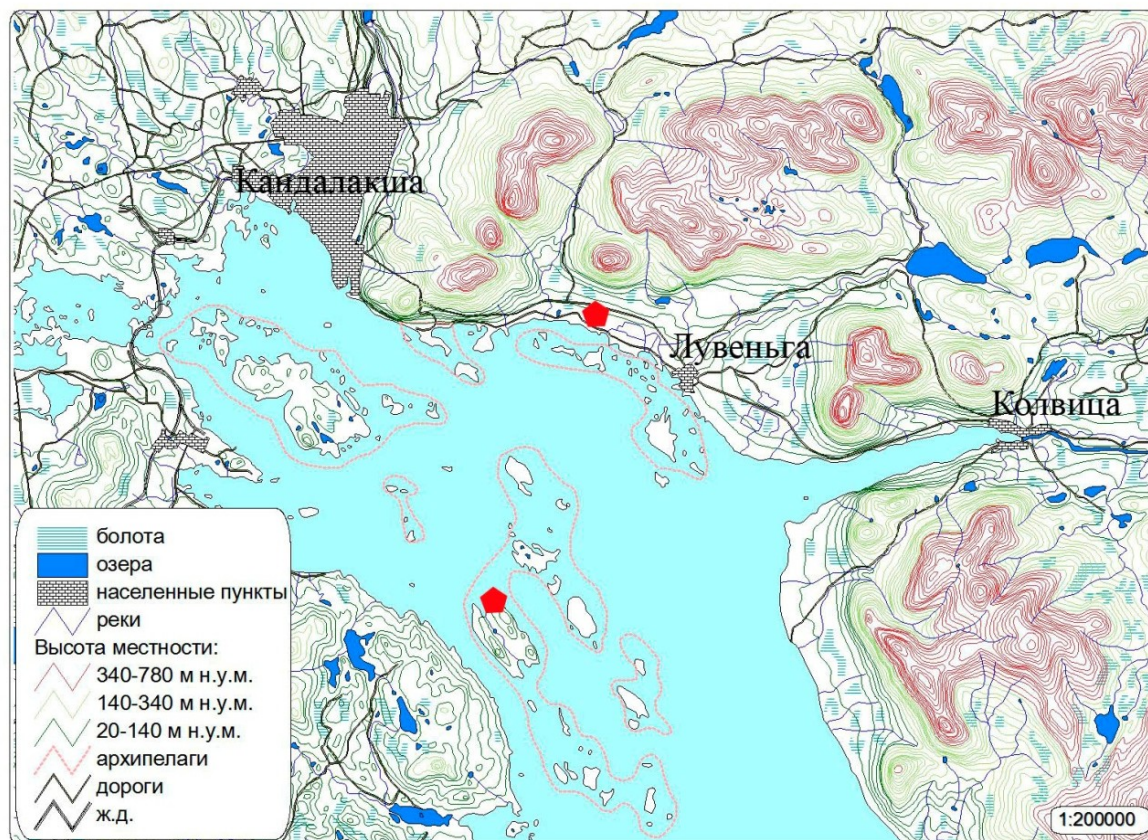 Кандалакша
Лувеньга
Колвица
болота
озера
населенные пункты
реки
Высота местности:
340-780 м н.у.м.
140-340 м н.у.м.
20-140 м н.у.м.
архипелаги
дороги
ж.д.
1:200000